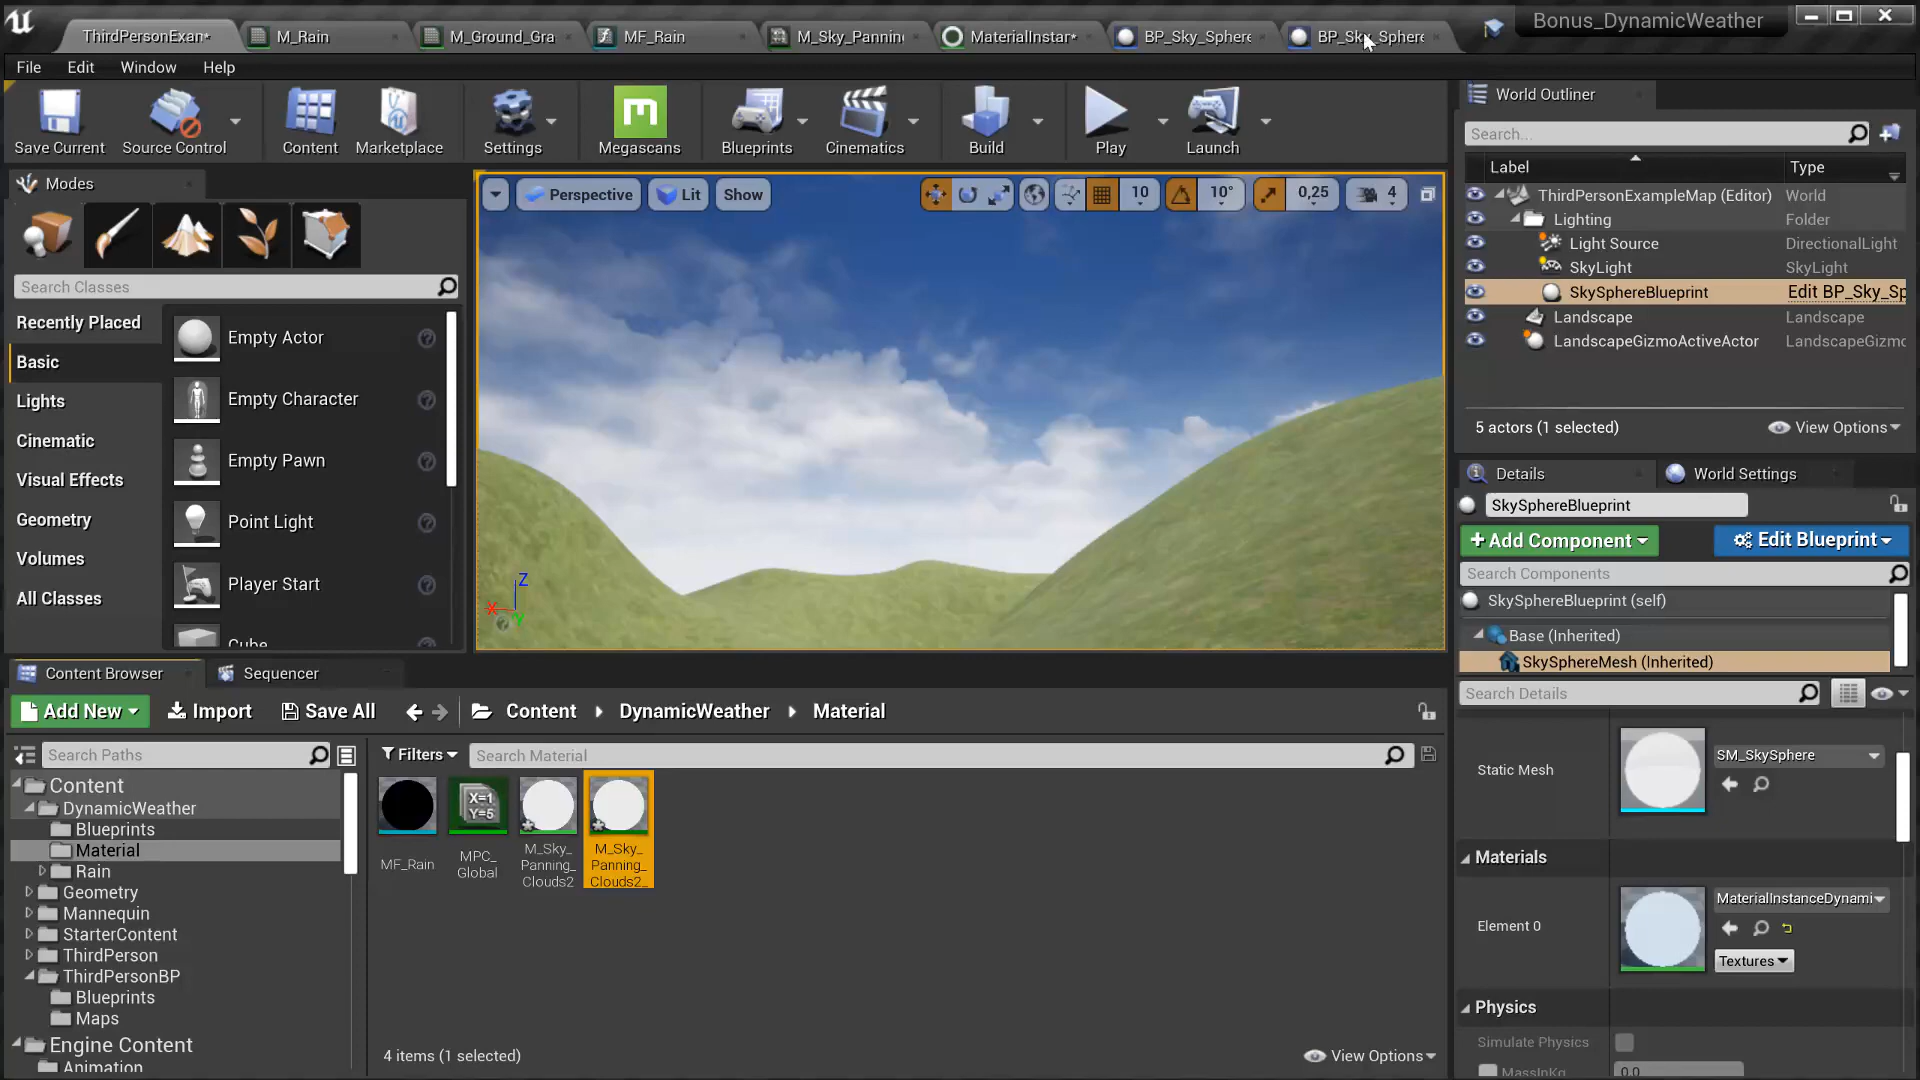 ThirdPersonExan*
M_Rain
M_Ground_Gra
MF_Rain
M_Sky_Pannin
MaterialInstar*
BP_Sky_Sphere
BP_Sky_Sphere
Bonus_DynamicWeather
File
Edit
Window
Help
Save Current
Source Control
Content
Marketplace
Settings
Megascans
Blueprints
Cinematics
Build
Play
Launch
Modes
Search Classes
Recently Placed
Basic
Lights
Cinematic
Visual Effects
Geometry
Volumes
All Classes
Empty Actor
Empty Character
Empty Pawn
Point Light
Player Start
Cube
Perspective
Lit
Show
10
10°
0,25
4
Z
X
Y
World Outliner
Search...
Label
Type
ThirdPersonExampleMap (Editor)
World
Lighting
Folder
Light Source
DirectionalLight
SkyLight
SkyLight
SkySphereBlueprint
Edit BP_Sky_Sp
Landscape
Landscape
LandscapeGizmoActiveActor
LandscapeGizmo
5 actors (1 selected)
View Options
Details
World Settings
SkySphereBlueprint
+ Add Component
Edit Blueprint
Search Components
SkySphereBlueprint (self)
Base (Inherited)
SkySphereMesh (Inherited)
Search Details
Static Mesh
SM_SkySphere
Materials
Element 0
MaterialInstanceDynami
Textures
Physics
Simulate Physics
MassInKg
0,0
Content Browser
Sequencer
Add New
Import
Save All
Content
DynamicWeather
Material
Search Paths
Filters
Search Material
Content
DynamicWeather
Blueprints
Material
Rain
Geometry
Mannequin
StarterContent
ThirdPerson
ThirdPersonBP
Blueprints
Maps
Engine Content
Animation
MF_Rain
X=1
Y=5
MPC_
Global
M_Sky_
Panning_
Clouds2
M_Sky_
Panning_
Clouds2_
4 items (1 selected)
View Options